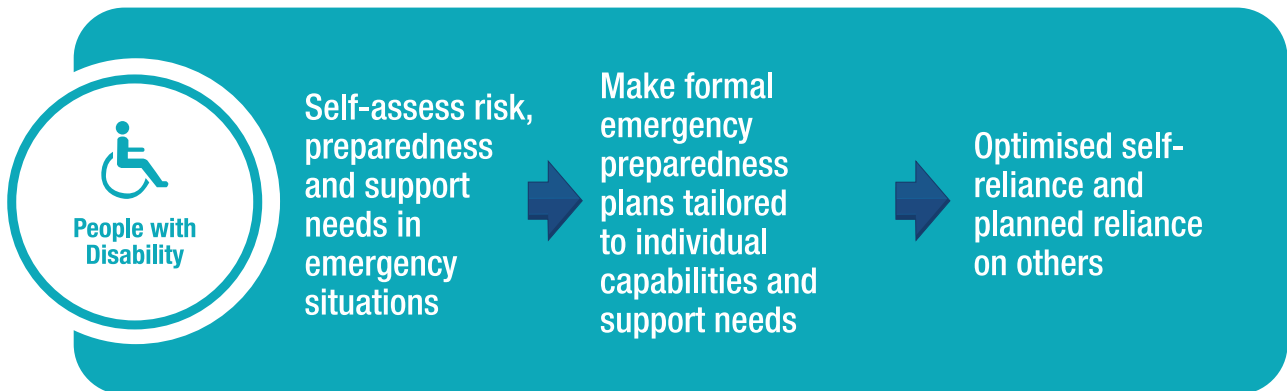 People with
Disability
Self-assess risk,
preparedness
and support
needs in
emergency
situations
Make formal
emergency
preparedness
plans tailored
to individual
capabilities and
support needs
Optimised self-
reliance and
planned reliance
on others